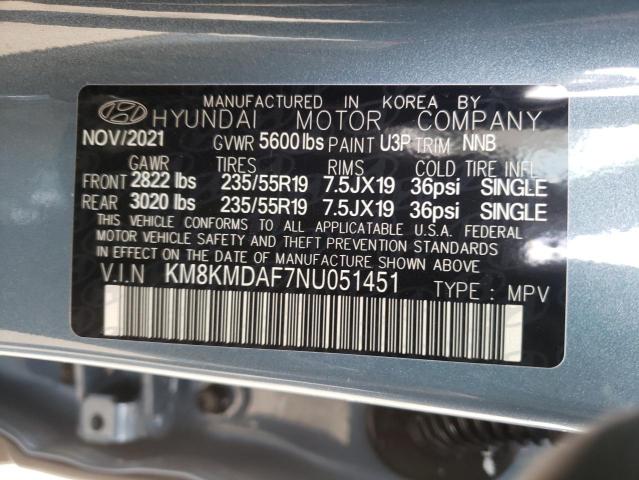 MANUFACTURED IN KOREA BY
HYUNDAI MOTOR COMPANY
NOV/2021 GVWR 5600 lbs PAINT U3P TRIM NNB
GAWR TIRES RIMS COLD TIRE INFL
FRONT 2822 lbs 235/55R19 7.5JX19 36psi SINGLE
REAR 3020 lbs 235/55R19 7.5JX19 36psi SINGLE
THIS VEHICLE CONFORMS TO ALL APPLICATABLE U.S.A. FEDERAL
MOTOR VEHICLE SAFETY AND THEFT PREVENTION STANDARDS
IN EFFECT ON THE DATE OF MANUFACTURE SHOWN ABOVE
V.I.N KM8KMDAF7NU051451 TYPE : MPV